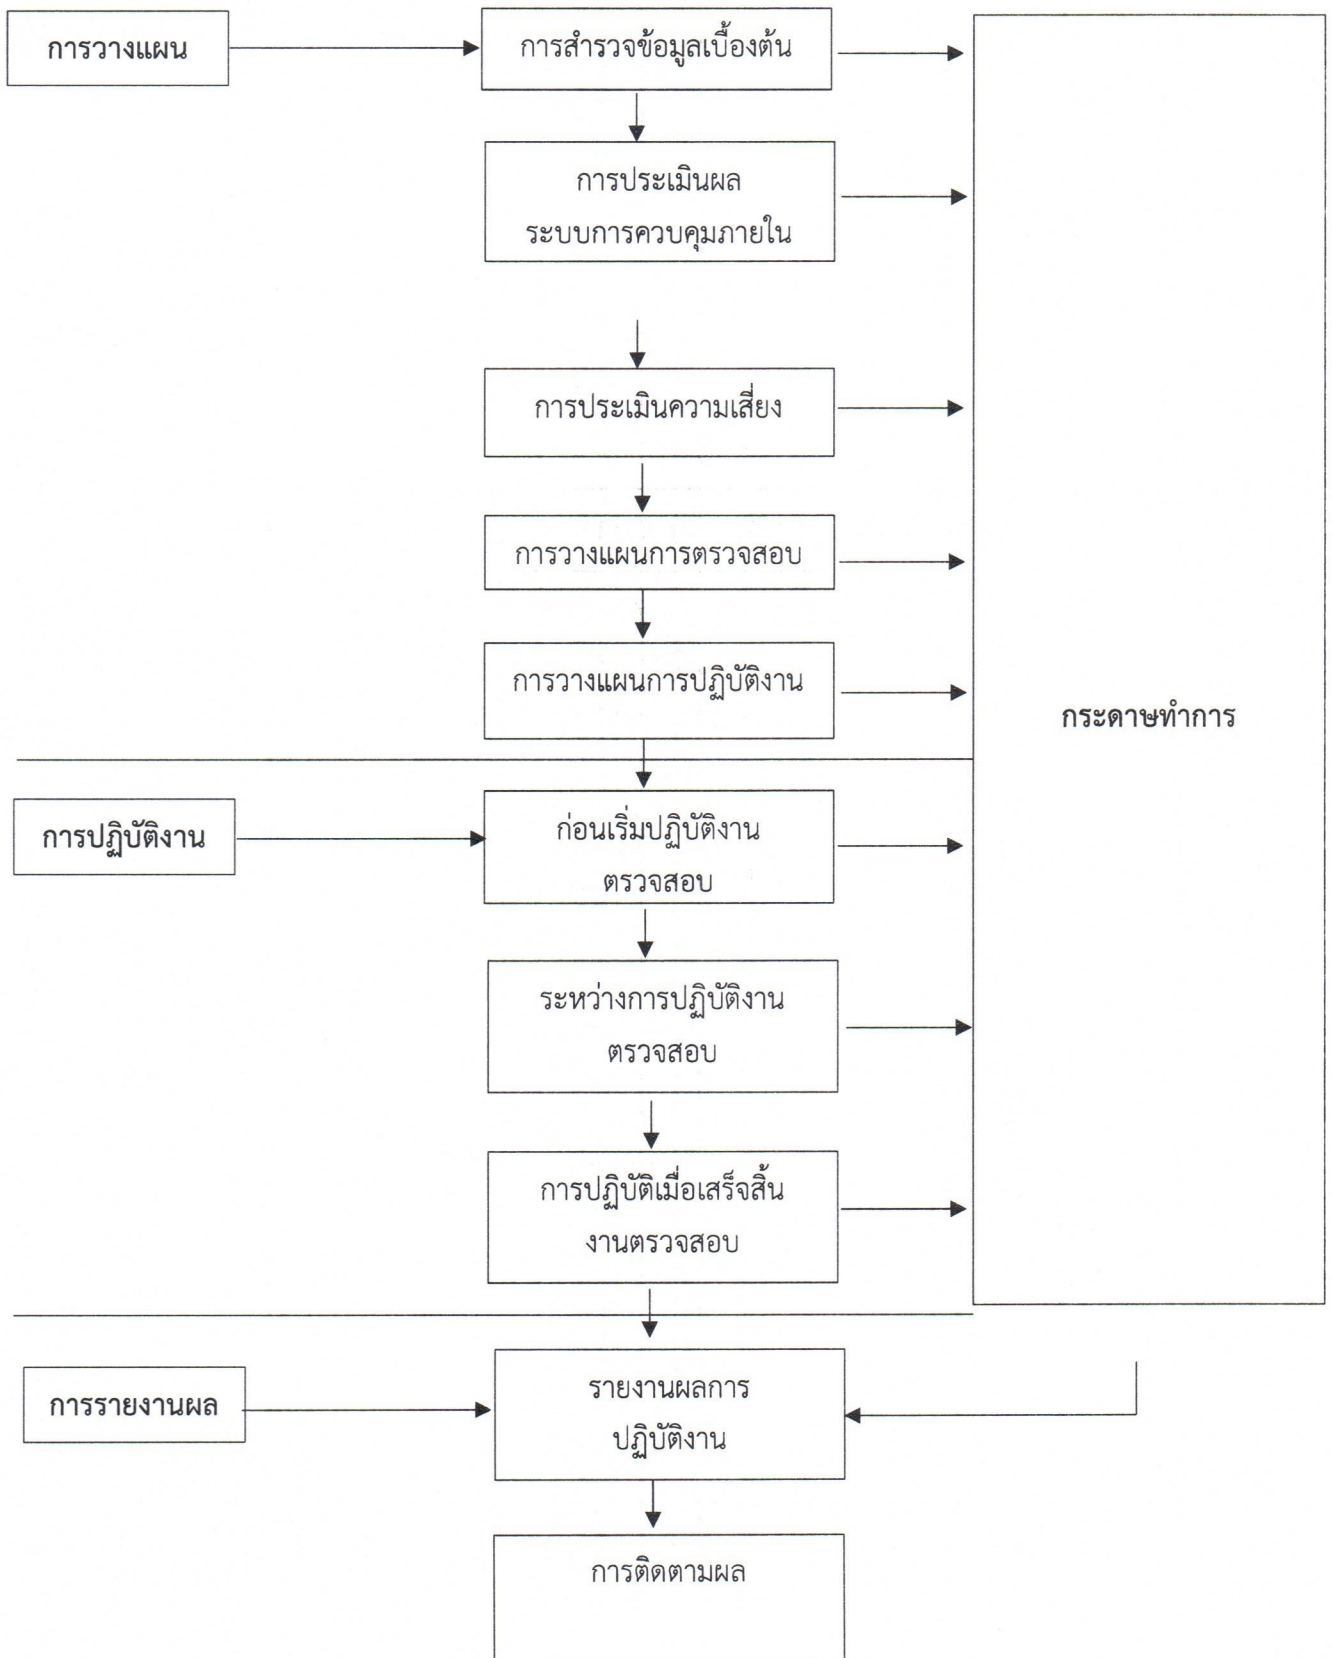 การวางแผน
การสำรวจข้อมูลเบื้องต้น
การประเมินผล
ระบบการควบคุมภายใน
การประเมินความเสี่ยง
การวางแผนการตรวจสอบ
การวางแผนการปฏิบัติงาน
กระดาษทำการ
การปฏิบัติงาน
ก่อนเริ่มปฏิบัติงาน
ตรวจสอบ
ระหว่างการปฏิบัติงาน
ตรวจสอบ
การปฏิบัติเมื่อเสร็จสิ้น
งานตรวจสอบ
การรายงานผล
รายงานผลการ
ปฏิบัติงาน
การติดตามผล